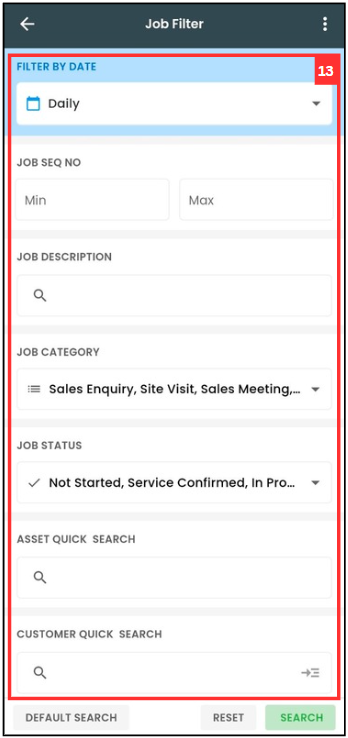 Job Filter
FILTER BY DATE
13
Daily
JOB SEQ NO
Min Max
JOB DESCRIPTION
JOB CATEGORY
Sales Enquiry, Site Visit, Sales Meeting,...
JOB STATUS
Not Started, Service Confirmed, In Pro...
ASSET QUICK SEARCH
CUSTOMER QUICK SEARCH
DEFAULT SEARCH RESET SEARCH